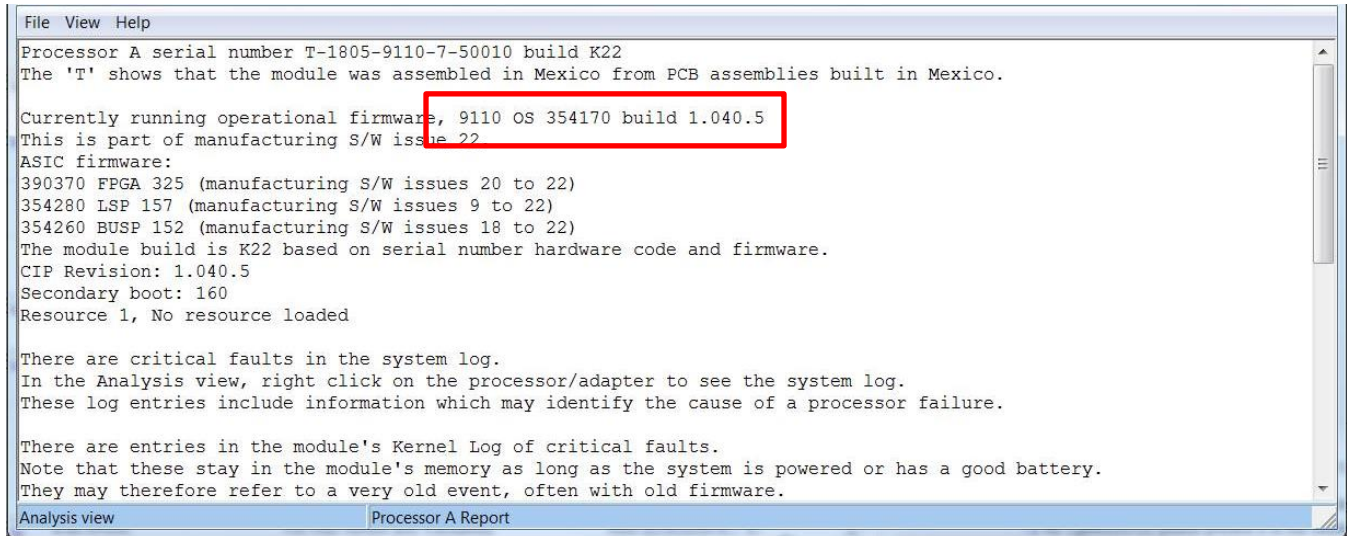 File View Help
Processor A serial number T-1805-9110-7-50010 build K22
The 'T' shows that the module was assembled in Mexico from PCB assemblies built in Mexico.
Currently running operational firmware, 9110 OS 354170 build 1.040.5
This is part of manufacturing S/W issue 22.
ASIC firmware:
390370 FPGA 325 (manufacturing S/W issues 20 to 22)
354280 LSP 157 (manufacturing S/W issues 9 to 22)
354260 BUSP 152 (manufacturing S/W issues 18 to 22)
The module build is K22 based on serial number hardware code and firmware.
CIP Revision: 1.040.5
Secondary boot: 160
Resource 1, No resource loaded
There are critical faults in the system log.
In the Analysis view, right click on the processor/adapter to see the system log.
These log entries include information which may identify the cause of a processor failure.
There are entries in the module's Kernel Log of critical faults.
Note that these stay in the module's memory as long as the system is powered or has a good battery.
They may therefore refer to a very old event, often with old firmware.
Analysis view Processor A Report